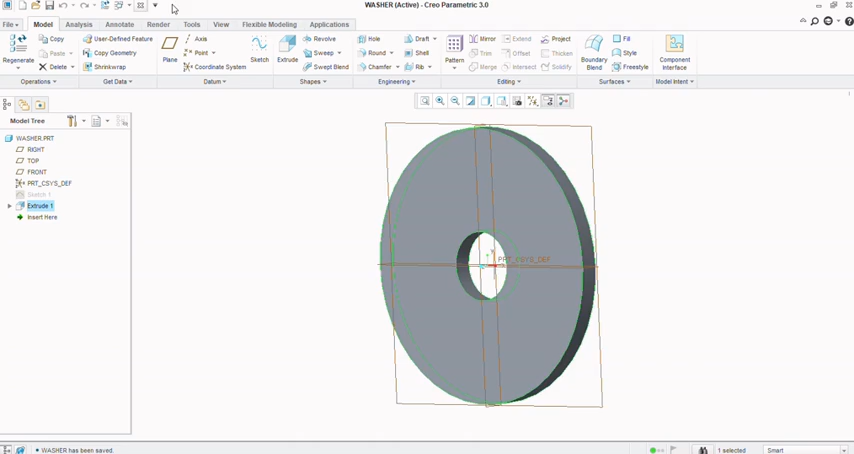 WASHER (Active) - Creo Parametric 3.0
File Model Analysis Annotate Render Tools View Flexible Modeling Applications
Regenerate
Copy
Paste
Delete
User-Defined Feature
Copy Geometry
Shrinkwrap
Plane
Axis
Point
Coordinate System
Sketch
Extrude
Revolve
Sweep
Swept Blend
Hole
Round
Chamfer
Draft
Shell
Rib
Pattern
Mirror
Trim
Merge
Extend
Offset
Intersect
Project
Thicken
Solidify
Boundary
Blend
Fill
Style
Freestyle
Component
Interface
Operations Get Data Datum Shapes Engineering Editing Surfaces Model Intent
Model Tree
WASHER.PRT
RIGHT
TOP
FRONT
PRT_CSYS_DEF
Sketch 1
Extrude 1
Insert Here
PRT_CSYS_DEF
• WASHER has been saved.
1 selected
Smart